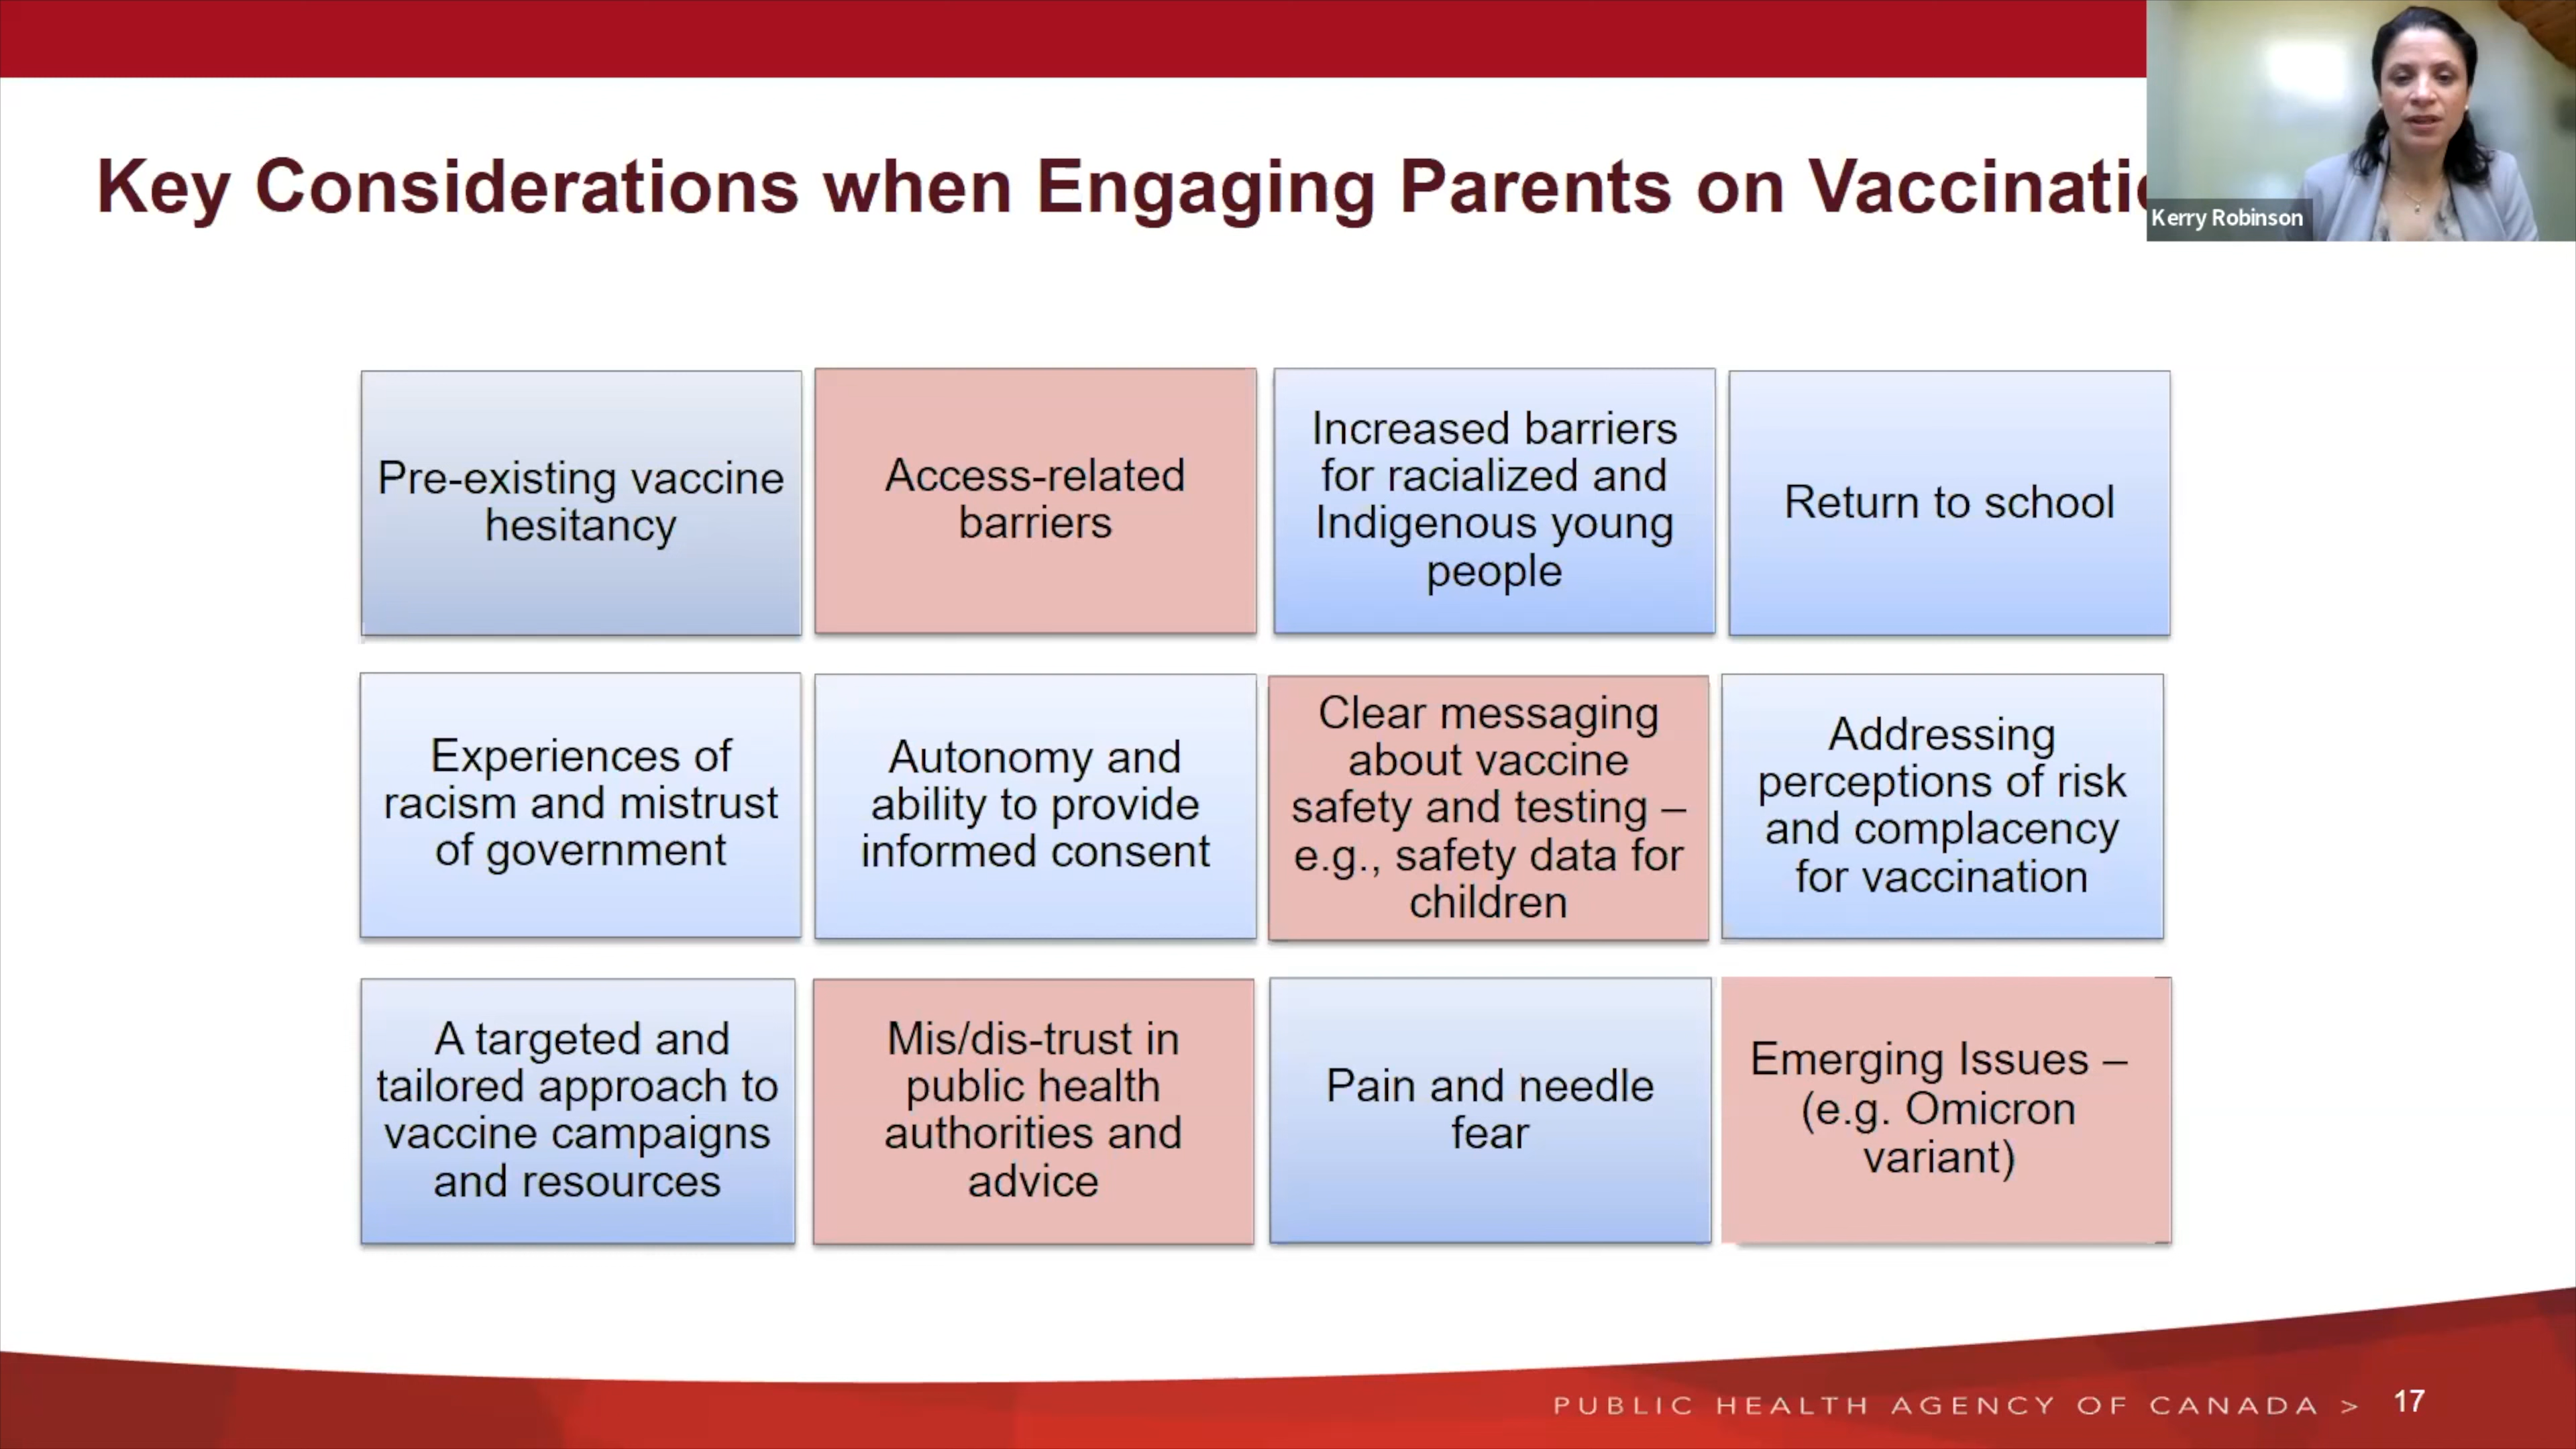 Key Considerations when Engaging Parents on
Kerry Robinson
Pre-existing vaccine
hesitancy
Access-related
barriers
Increased barriers
for racialized and
Indigenous young
people
Return to school
Experiences of
racism and mistrust
of government
Autonomy and
ability to provide
informed consent
Clear messaging
about vaccine
safety and testing –
e.g., safety data for
children
Addressing
perceptions of risk
and complacency
for vaccination
A targeted and
tailored approach to
vaccine campaigns
and resources
Mis/dis-trust in
public health
authorities and
advice
Pain and needle
fear
Emerging Issues –
(e.g. Omicron
variant)
PUBLIC HEALTH AGENCY OF CANADA > 17